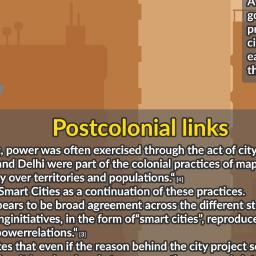 A
g
p
ci
ea
th
Postcolonial links
, power was often exercised through the act of city
and Delhi were part of the colonial practices of map
y over territories and populations.“ [4]
Smart Cities as a continuation of these practices.
pears to be broad agreement across the different st
nginitiatives, in the form of“smart cities”, reproduce
powerrelations.“ [3]
tes that even if the reason behind the city project s